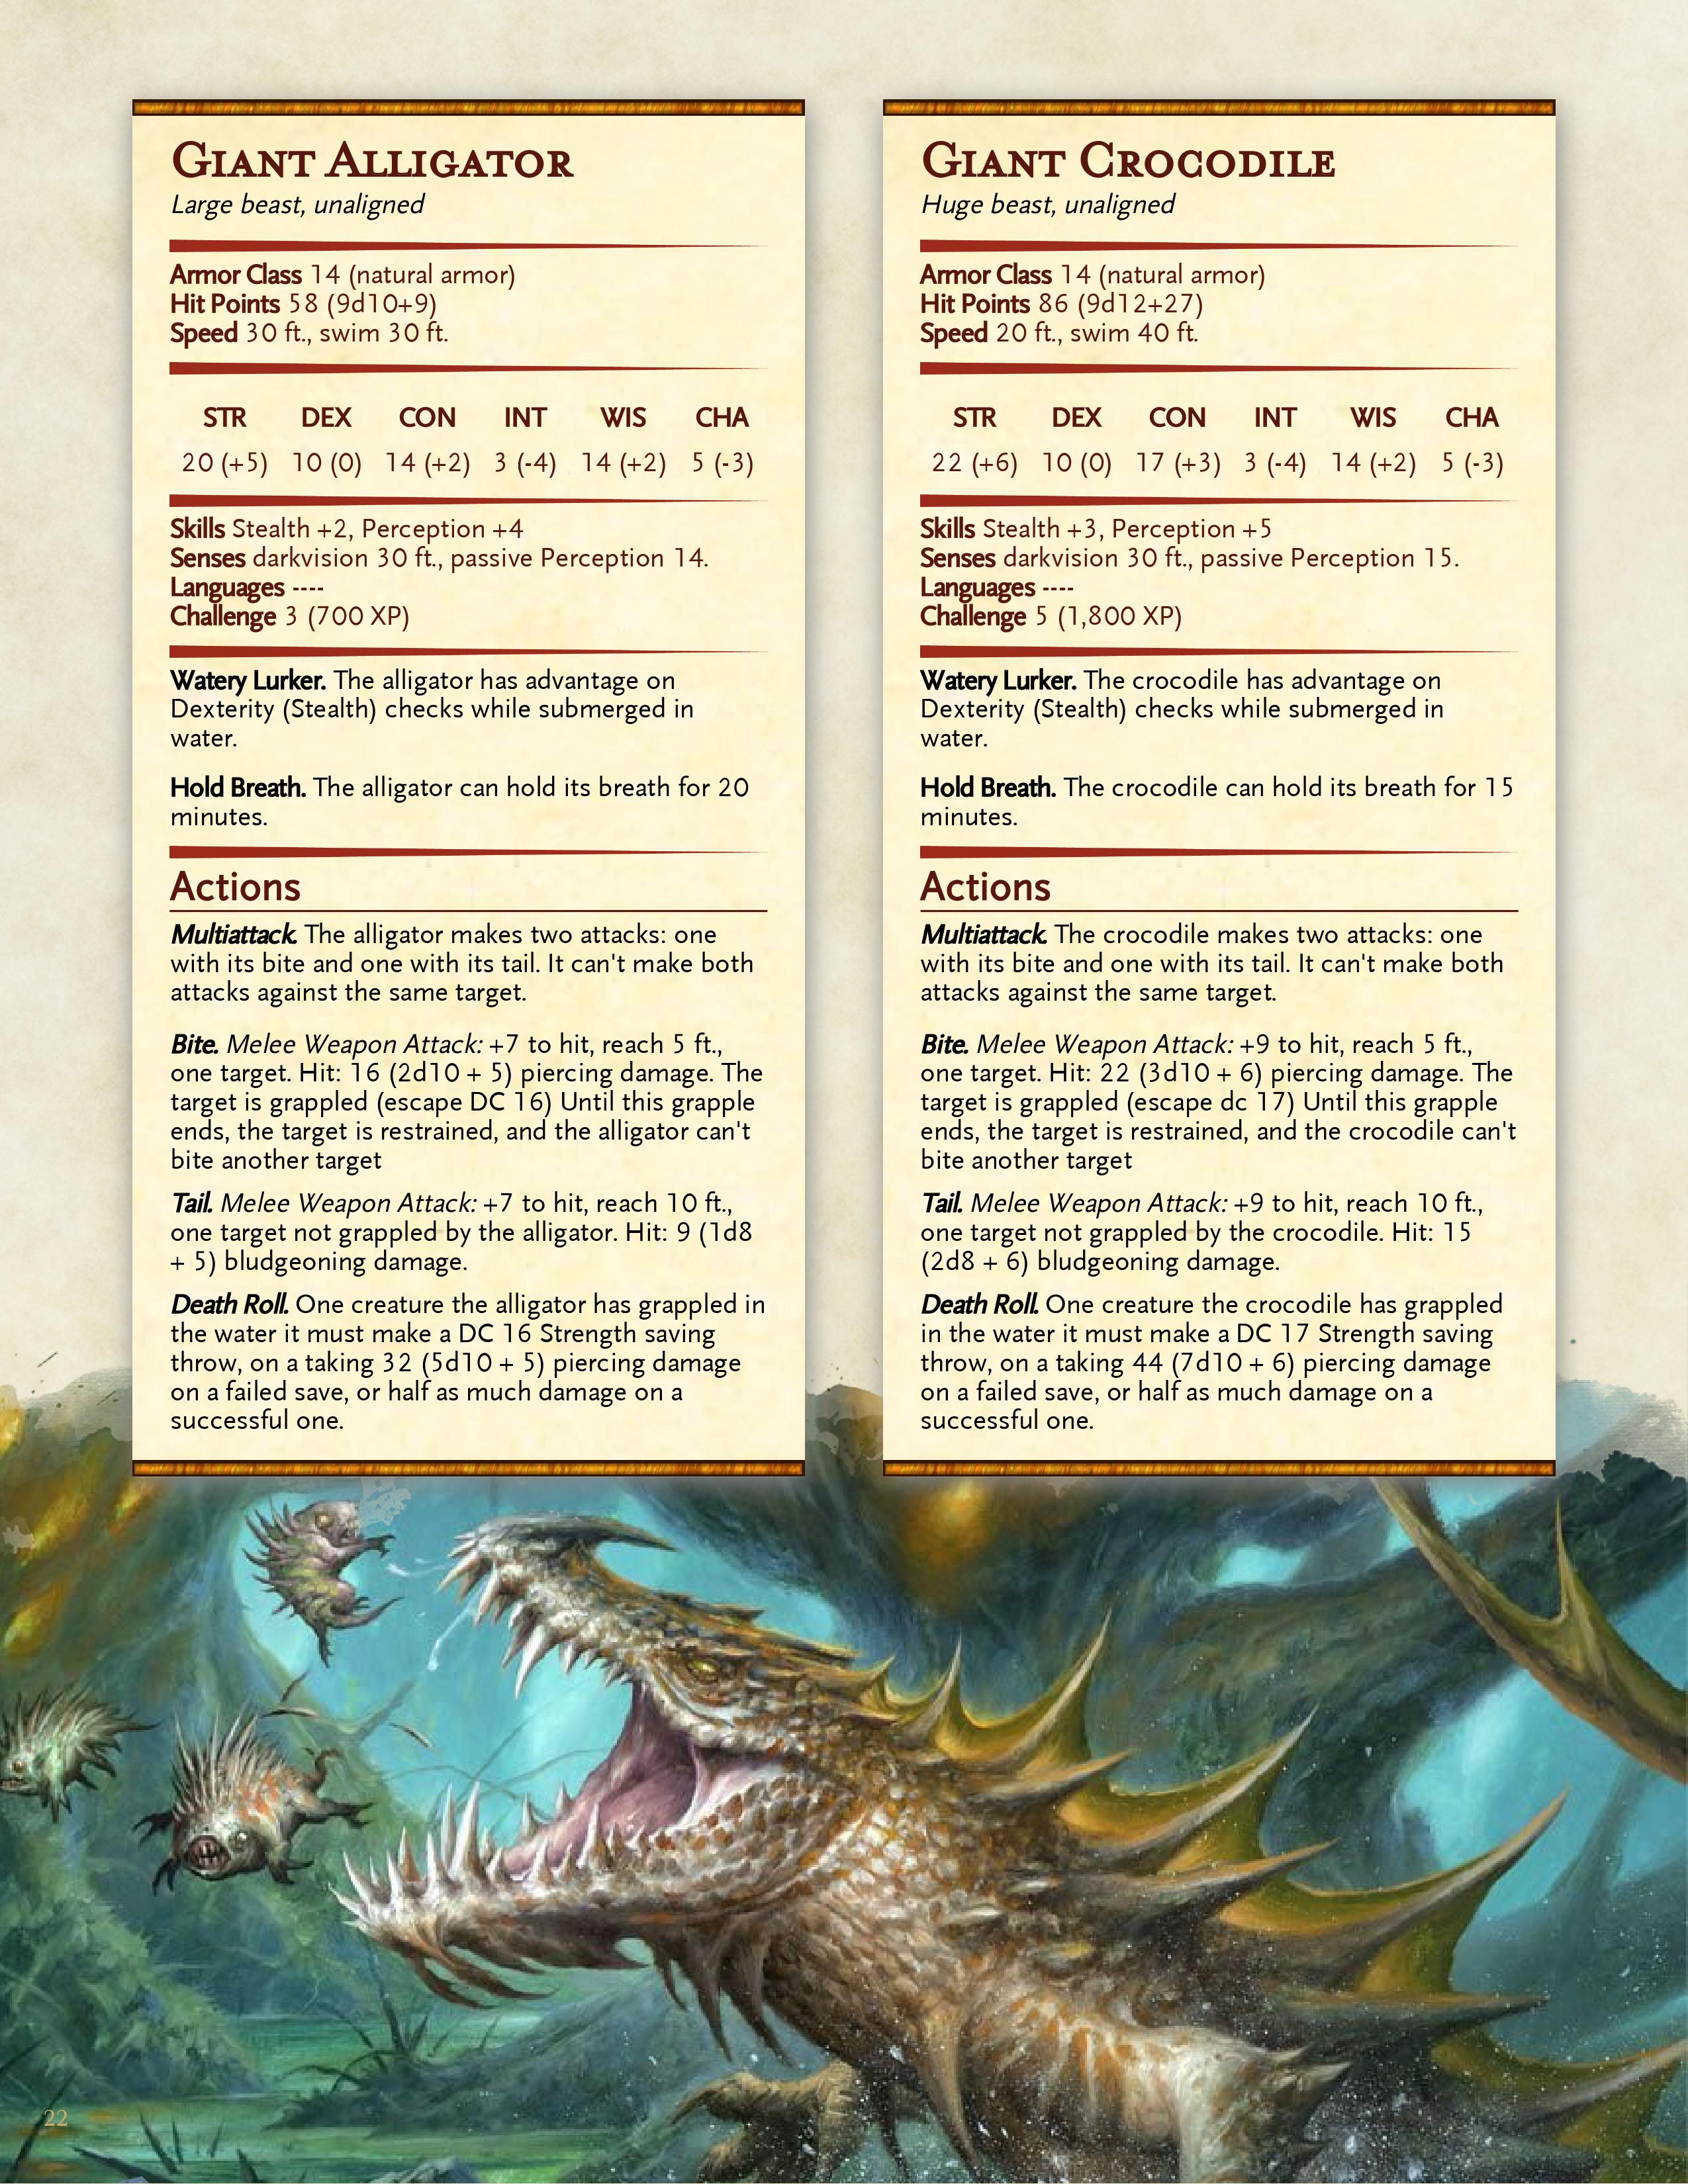 Giant Alligator
Large beast, unaligned
Armor Class 14 (natural armor)
Hit Points 58 (9d10+9)
Speed 30 ft., swim 30 ft.
STR DEX CON INT WIS CHA
20 (+5) 10 (0) 14 (+2) 3 (-4) 14 (+2) 5 (-3)
Skills Stealth +2, Perception +4
Senses darkvision 30 ft., passive Perception 14.
Languages ----
Challenge 3 (700 XP)
Watery Lurker. The alligator has advantage on
Dexterity (Stealth) checks while submerged in
water.
Hold Breath. The alligator can hold its breath for 20
minutes.
Actions
Multiattack. The alligator makes two attacks: one
with its bite and one with its tail. It can't make both
attacks against the same target.
Bite. Melee Weapon Attack: +7 to hit, reach 5 ft.,
one target. Hit: 16 (2d10 + 5) piercing damage. The
target is grappled (escape DC 16) Until this grapple
ends, the target is restrained, and the alligator can't
bite another target
Tail. Melee Weapon Attack: +7 to hit, reach 10 ft.,
one target not grappled by the alligator. Hit: 9 (1d8
+ 5) bludgeoning damage.
Death Roll. One creature the alligator has grappled in
the water it must make a DC 16 Strength saving
throw, on a taking 32 (5d10 + 5) piercing damage
on a failed save, or half as much damage on a
successful one.
Giant Crocodile
Huge beast, unaligned
Armor Class 14 (natural armor)
Hit Points 86 (9d12+27)
Speed 20 ft., swim 40 ft.
STR DEX CON INT WIS CHA
22 (+6) 10 (0) 17 (+3) 3 (-4) 14 (+2) 5 (-3)
Skills Stealth +3, Perception +5
Senses darkvision 30 ft., passive Perception 15.
Languages ----
Challenge 5 (1,800 XP)
Watery Lurker. The crocodile has advantage on
Dexterity (Stealth) checks while submerged in
water.
Hold Breath. The crocodile can hold its breath for 15
minutes.
Actions
Multiattack. The crocodile makes two attacks: one
with its bite and one with its tail. It can't make both
attacks against the same target.
Bite. Melee Weapon Attack: +9 to hit, reach 5 ft.,
one target. Hit: 22 (3d10 + 6) piercing damage. The
target is grappled (escape dc 17) Until this grapple
ends, the target is restrained, and the crocodile can't
bite another target
Tail. Melee Weapon Attack: +9 to hit, reach 10 ft.,
one target not grappled by the crocodile. Hit: 15
(2d8 + 6) bludgeoning damage.
Death Roll. One creature the crocodile has grappled
in the water it must make a DC 17 Strength saving
throw, on a taking 44 (7d10 + 6) piercing damage
on a failed save, or half as much damage on a
successful one.
22